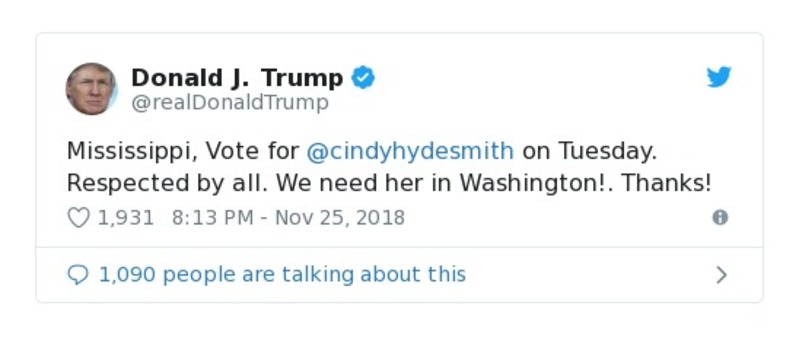 Donald J. Trump
@realDonaldTrump
Mississippi, Vote for @cindyhydesmith on Tuesday.
Respected by all. We need her in Washington!. Thanks!
1,931 8:13 PM - Nov 25, 2018
1,090 people are talking about this